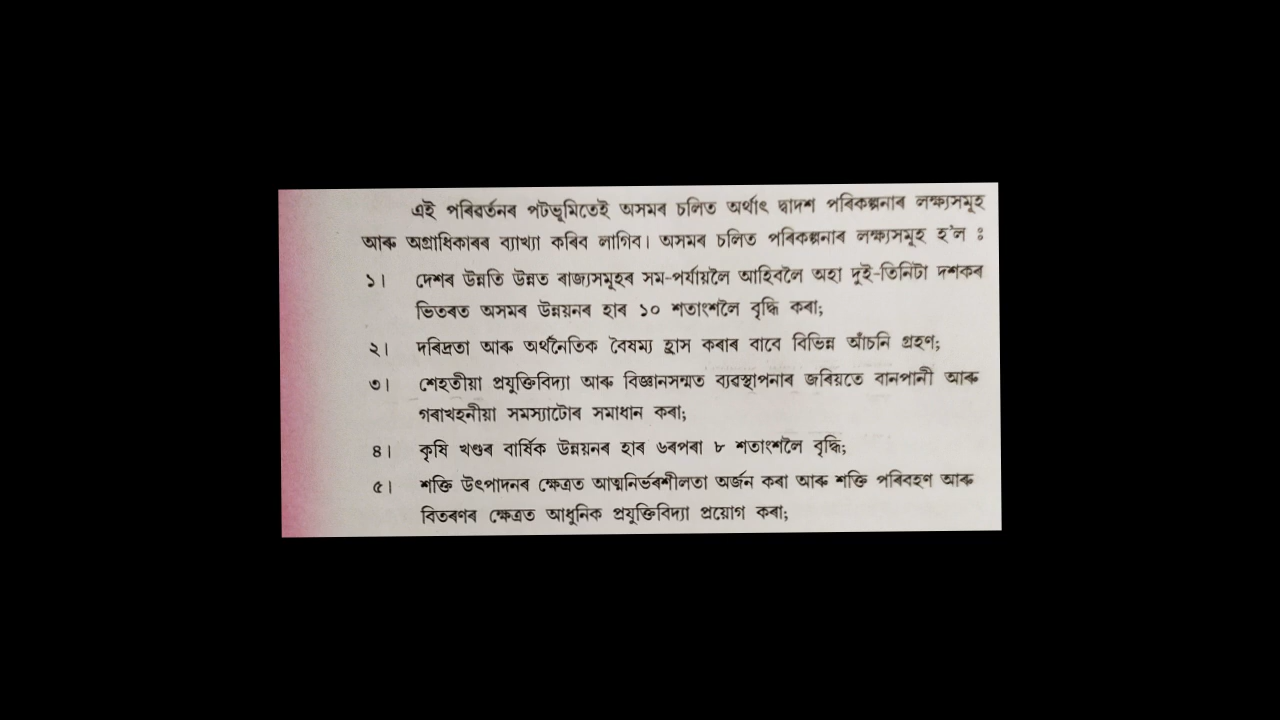 এই পৰিৱৰ্তনৰ পটভূমিতেই অসমৰ চলিত অৰ্থাৎ দ্বাদশ পৰিকল্পনাৰ লক্ষ্যসমূহ
আৰু অগ্ৰাধিকাৰৰ ব্যাখ্যা কৰিব লাগিব। অসমৰ চলিত পৰিকল্পনাৰ লক্ষ্যসমূহ হ'ল ঃ
১। দেশৰ উন্নতি উন্নত ৰাজ্যসমূহৰ সম-পৰ্যায়লৈ আহিবলৈ অহা দুই-তিনিটা দশকৰ
ভিতৰত অসমৰ উন্নয়নৰ হাৰ ১০ শতাংশলৈ বৃদ্ধি কৰা;
২। দৰিদ্ৰতা আৰু অৰ্থনৈতিক বৈষম্য হ্ৰাস কৰাৰ বাবে বিভিন্ন আঁচনি গ্ৰহণ;
৩। শেহতীয়া প্ৰযুক্তিবিদ্যা আৰু বিজ্ঞানসন্মত ব্যৱস্থাপনাৰ জৰিয়তে বানপানী আৰু
গৰাখহনীয়া সমস্যাটোৰ সমাধান কৰা;
৪। কৃষি খণ্ডৰ বাৰ্ষিক উন্নয়নৰ হাৰ ৬ৰপৰা ৮ শতাংশলৈ বৃদ্ধি;
৫। শক্তি উৎপাদনৰ ক্ষেত্ৰত আত্মনিৰ্ভৰশীলতা অৰ্জন কৰা আৰু শক্তি পৰিবহণ আৰু
বিতৰণৰ ক্ষেত্ৰত আধুনিক প্ৰযুক্তিবিদ্যা প্ৰয়োগ কৰা;